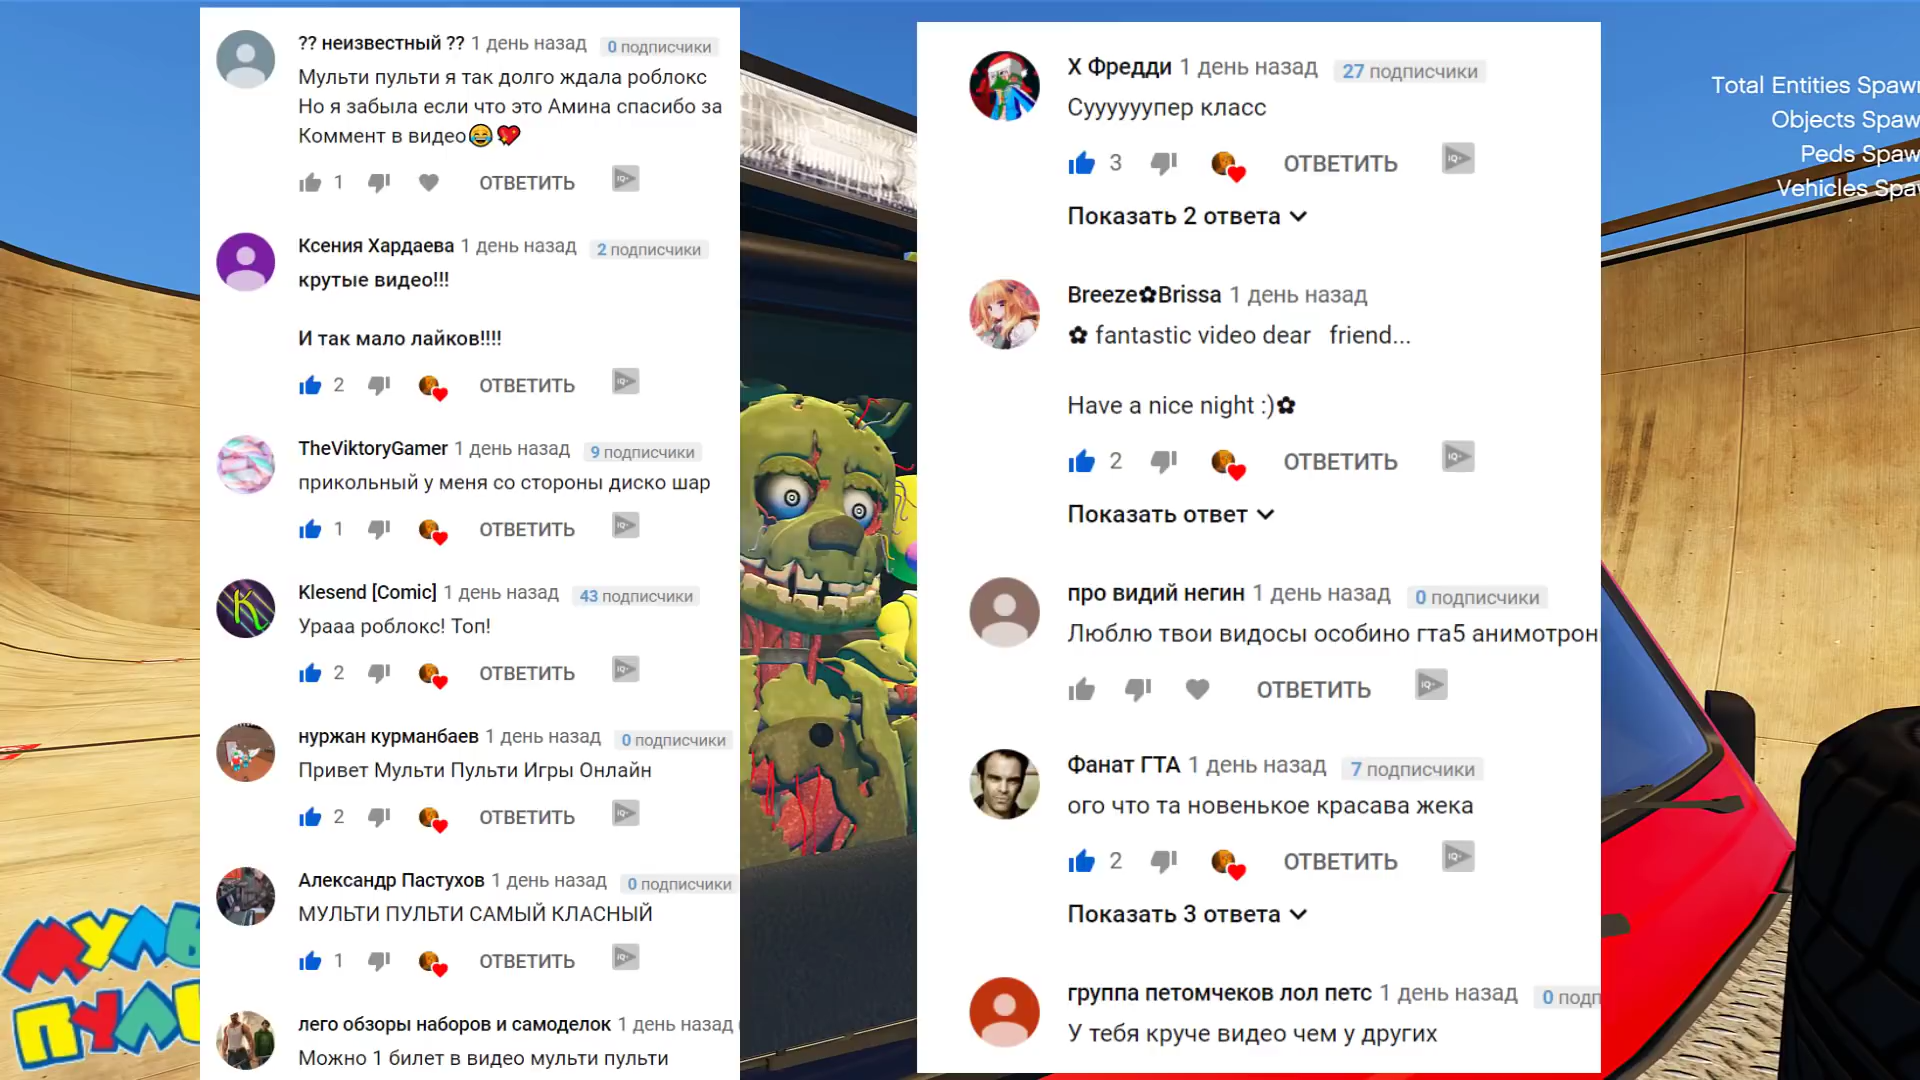 ?? неизвестный ?? 1 день назад 0 подписчики
Мульти пульти я так долго ждала роблокс
Но я забыла если что это Амина спасибо за
Коммент в видео😂💖
1 ОТВЕТИТЬ
Ксения Хардаева 1 день назад 2 подписчики
крутые видео!!!
И так мало лайков!!!!
2 ОТВЕТИТЬ
TheViktoryGamer 1 день назад 9 подписчики
прикольный у меня со стороны диско шар
1 ОТВЕТИТЬ
Klesend [Comic] 1 день назад 43 подписчики
Урааа роблокс! Топ!
2 ОТВЕТИТЬ
нуржан курманбаев 1 день назад 0 подписчики
Привет Мульти Пульти Игры Онлайн
2 ОТВЕТИТЬ
Александр Пастухов 1 день назад 0 подписчики
МУЛЬТИ ПУЛЬТИ САМЫЙ КЛАСНЫЙ
1 ОТВЕТИТЬ
лего обзоры наборов и самоделок 1 день назад
Можно 1 билет в видео мульти пульти
Х Фредди 1 день назад 27 подписчики
Суууууупер класс
3 ОТВЕТИТЬ
Показать 2 ответа
Breeze✿Brissa 1 день назад
✿ fantastic video dear friend...
Have a nice night :)✿
2 ОТВЕТИТЬ
Показать ответ
про видий негин 1 день назад 0 подписчики
Люблю твои видосы особино гта5 анимотрон
ОТВЕТИТЬ
Фанат ГТА 1 день назад 7 подписчики
ого что та новенькое красава жека
2 ОТВЕТИТЬ
Показать 3 ответа
группа петомчеков лол петс 1 день назад 0 подп
У тебя круче видео чем у других
Total Entities Spaw
Objects Spaw
Peds Spaw
Vehicles Spa
МУЛЬ
ПУЛЬ